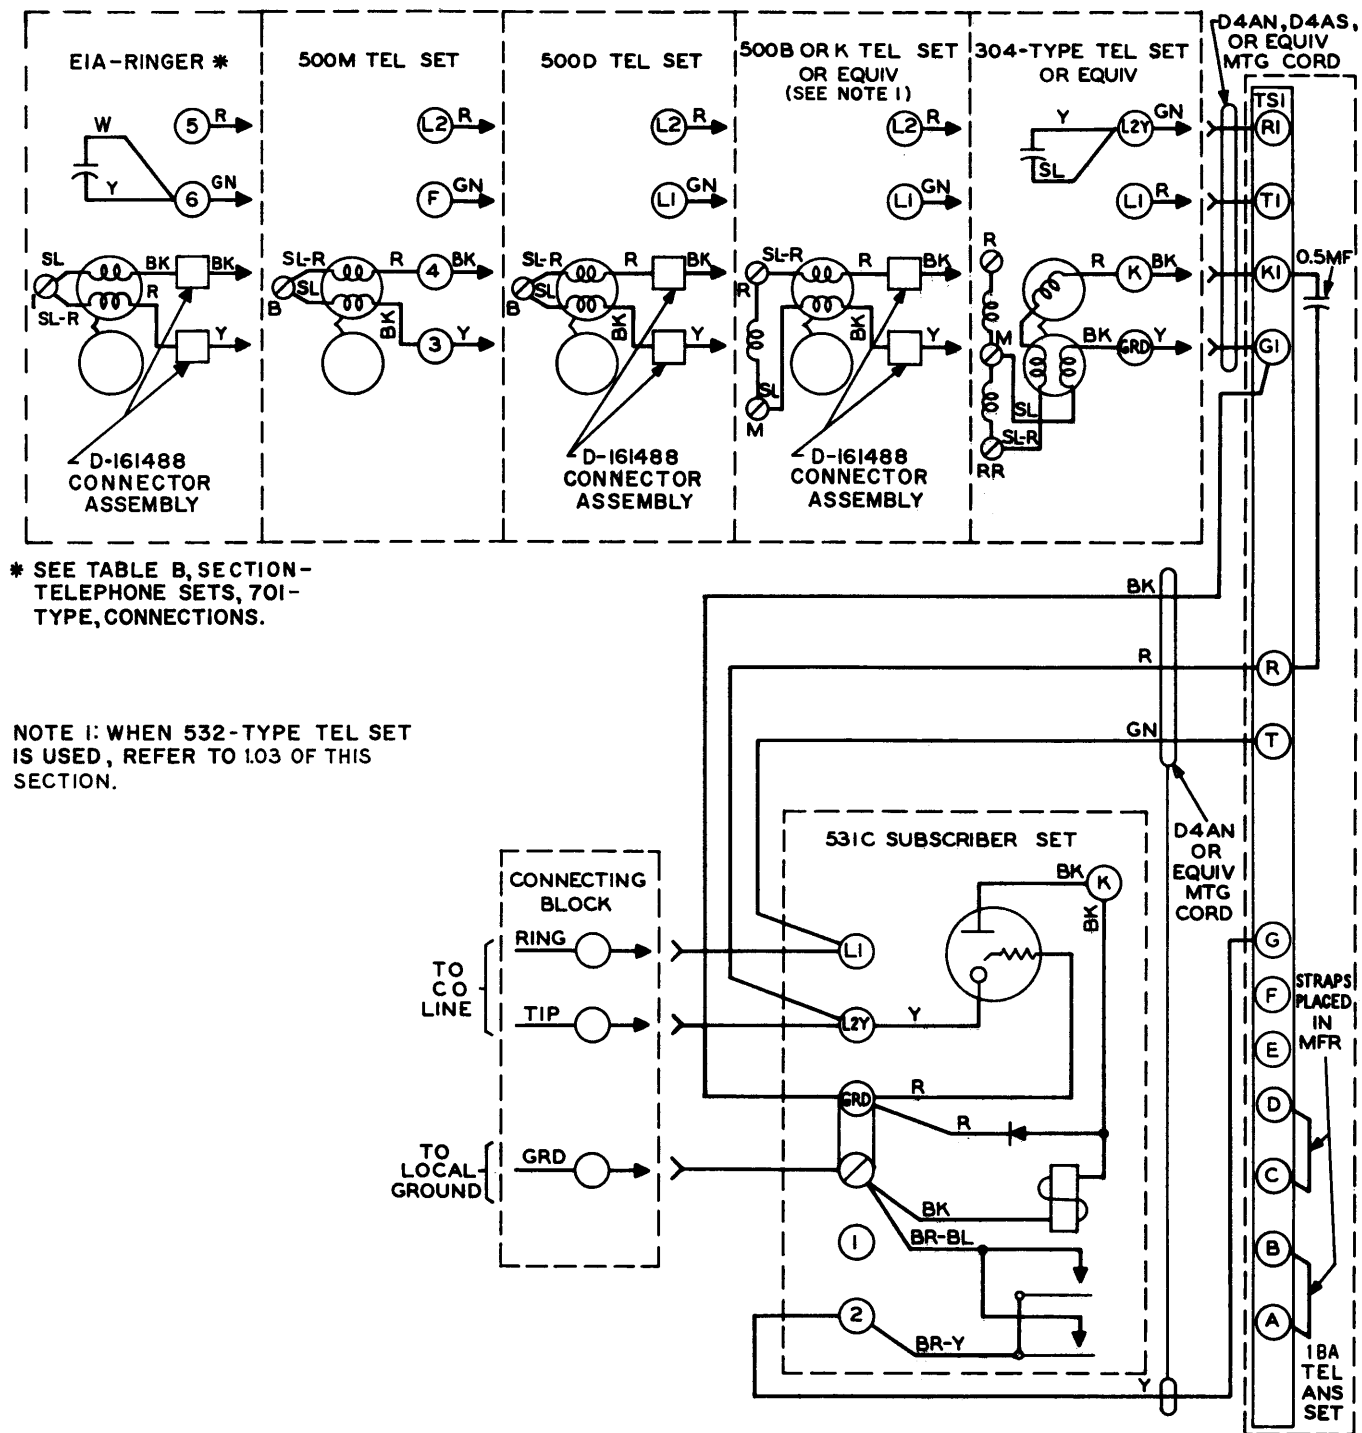 E1A-RINGER *
W
5
R
Y
6
GN
SL
1
SL-R
BK
BK
R
Y
D-161488
CONNECTOR
ASSEMBLY
500M TEL SET
L2
R
F
GN
SL-R
SL
B
R
4
BK
BK
3
Y
500D TEL SET
L2
R
L1
GN
SL-R
SL
B
R
BK
BK
Y
D-161488
CONNECTOR
ASSEMBLY
500B OR K TEL SET
OR EQUIV
(SEE NOTE 1)
L2
R
L1
GN
SL-R
R
R
BK
BK
Y
SL
M
D-161488
CONNECTOR
ASSEMBLY
304-TYPE TEL SET
OR EQUIV
Y
SL
L2Y
GN
L1
R
R
R
K
BK
M
BK
GRD
Y
SL
SL-R
RR
D4AN, D4AS,
OR EQUIV
MTG CORD
TS1
R1
T1
K1
0.5MF
G1
* SEE TABLE B, SECTION-
TELEPHONE SETS, 701-
TYPE, CONNECTIONS.
NOTE 1: WHEN 532-TYPE TEL SET
IS USED, REFER TO 1.03 OF THIS
SECTION.
BK
R
R
GN
T
D4AN
OR
EQUIV
MTG
CORD
CONNECTING
BLOCK
RING
TO
CO
LINE
TIP
TO
LOCAL
GROUND
GRD
531C SUBSCRIBER SET
BK
K
BK
L1
L2Y
Y
GRD
R
R
BK
1
BR-BL
2
BR-Y
Y
G
F
E
D
C
B
A
STRAPS
PLACED
IN
MFR
1BA
TEL
ANS
SET